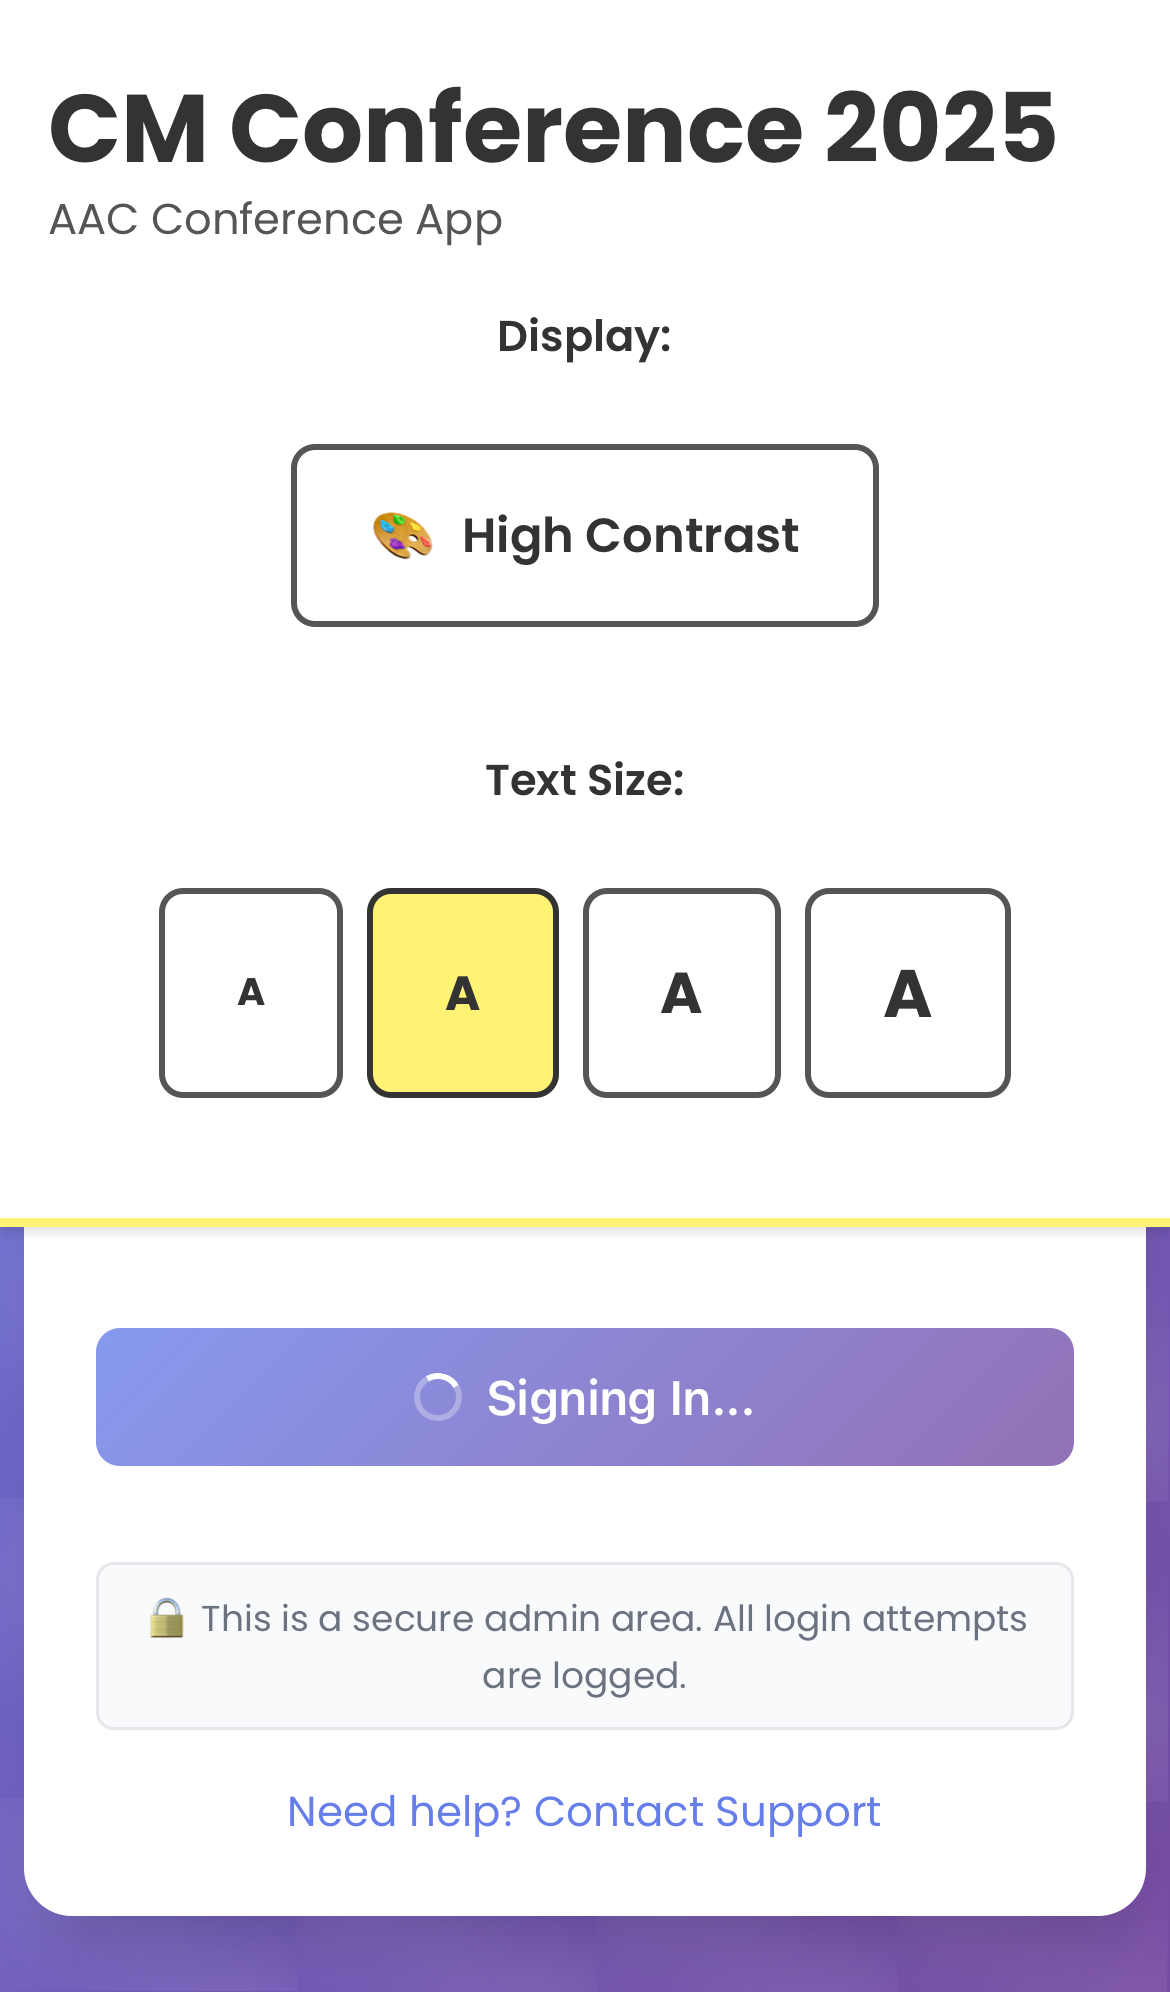 CM Conference 2025
AAC Conference App
Display:
High Contrast
Text Size:
A A A A
Signing In...
This is a secure admin area. All login attempts
are logged.
Need help? Contact Support